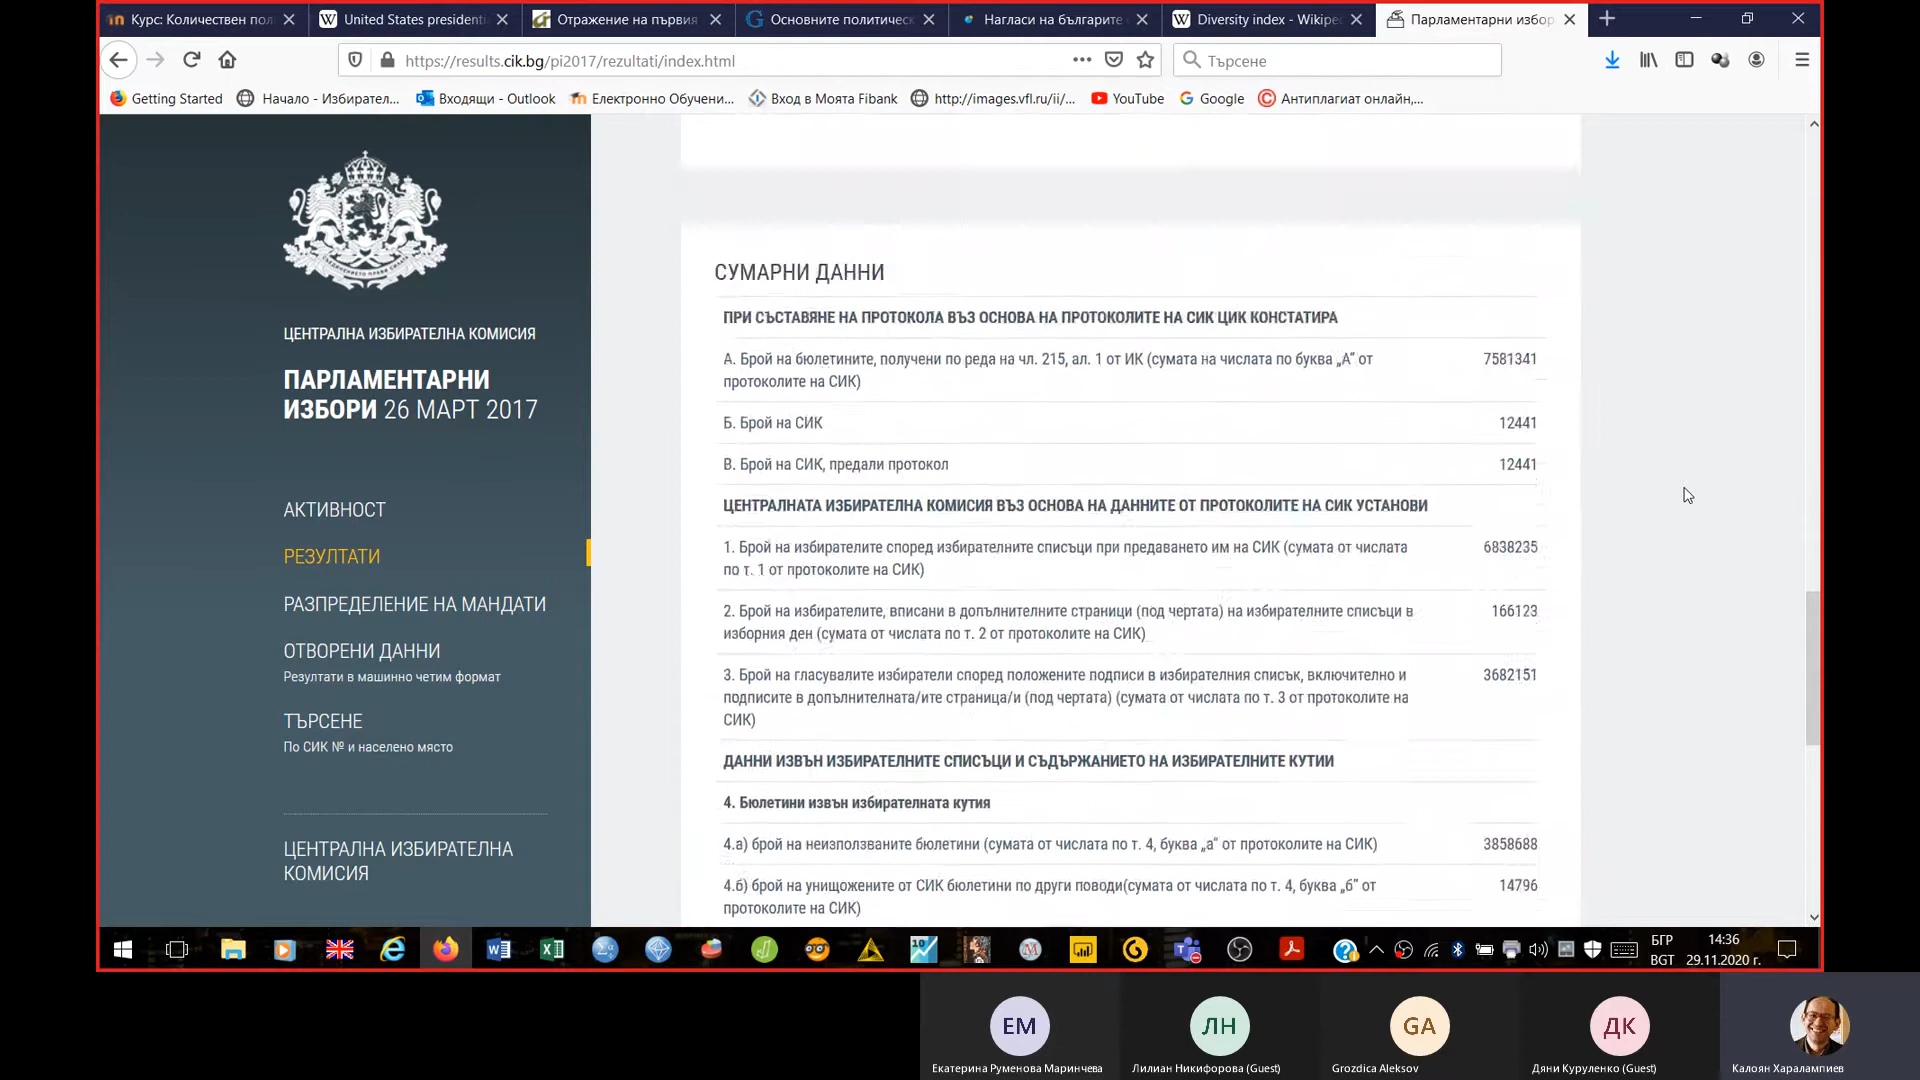 Курс: Количествен пол
United States presidenti
Отражение на първия
Основните политическ
Нагласи на българите
Diversity index - Wikipe
Парламентарни избор
https://results.cik.bg/pi2017/rezultati/index.html
Търсене
Getting Started
Начало - Избирател...
Входящи - Outlook
Електронно Обучени...
Вход в Моята Fibank
http://images.vfl.ru/ii/...
YouTube
Google
Антиплагиат онлайн,...
ЦЕНТРАЛНА ИЗБИРАТЕЛНА КОМИСИЯ
ПАРЛАМЕНТАРНИ
ИЗБОРИ 26 МАРТ 2017
АКТИВНОСТ
РЕЗУЛТАТИ
РАЗПРЕДЕЛЕНИЕ НА МАНДАТИ
ОТВОРЕНИ ДАННИ
Резултати в машинно четим формат
ТЪРСЕНЕ
По СИК № и населено място
ЦЕНТРАЛНА ИЗБИРАТЕЛНА
КОМИСИЯ
СУМАРНИ ДАННИ
ПРИ СЪСТАВЯНЕ НА ПРОТОКОЛА ВЪЗ ОСНОВА НА ПРОТОКОЛИТЕ НА СИК ЦИК КОНСТАТИРА
А. Брой на бюлетините, получени по реда на чл. 215, ал. 1 от ИК (сумата на числата по буква „А“ от 7581341
протоколите на СИК)
Б. Брой на СИК 12441
В. Брой на СИК, предали протокол 12441
ЦЕНТРАЛНАТА ИЗБИРАТЕЛНА КОМИСИЯ ВЪЗ ОСНОВА НА ДАННИТЕ ОТ ПРОТОКОЛИТЕ НА СИК УСТАНОВИ
1. Брой на избирателите според избирателните списъци при предаването им на СИК (сумата от числата 6838235
по т. 1 от протоколите на СИК)
2. Брой на избирателите, вписани в допълнителните страници (под чертата) на избирателните списъци в 166123
изборния ден (сумата от числата по т. 2 от протоколите на СИК)
3. Брой на гласувалите избиратели според положените подписи в избирателния списък, включително и 3682151
подписите в допълнителната/ите страница/и (под чертата) (сумата от числата по т. 3 от протоколите на
СИК)
ДАННИ ИЗВЪН ИЗБИРАТЕЛНИТЕ СПИСЪЦИ И СЪДЪРЖАНИЕТО НА ИЗБИРАТЕЛНИТЕ КУТИИ
4. Бюлетини извън избирателната кутия
4.а) брой на неизползваните бюлетини (сумата от числата по т. 4, буква „а“ от протоколите на СИК) 3858688
4.б) брой на унищожените от СИК бюлетини по други поводи(сумата от числата по т. 4, буква „б“ от 14796
протоколите на СИК)
БГР
BGT
14:36
29.11.2020 г.
ЕМ
ЛН
GA
ДК
Екатерина Руменова Маринчева
Лилиан Никифорова (Guest)
Grozdica Aleksov
Дяни Куруленко (Guest)
Калоян Харалампиев